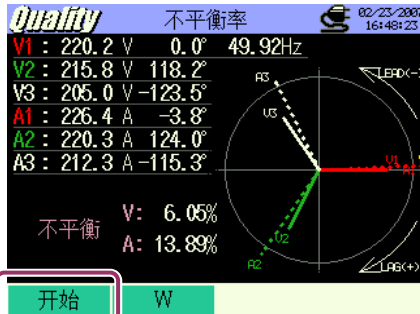 Quality 不平衡率 02/23/2007
16:48:23
V1 : 220.2 V 0.0° 49.92Hz
V2 : 215.8 V 118.2°
V3 : 205.0 V -123.5°
A1 : 226.4 A -3.8°
A2 : 220.3 A 124.0°
A3 : 212.3 A -115.3°
不平衡 V: 6.05%
A: 13.89%
LEAD(-)
A3
V3
V1
A1
V2
A2
LAG(+)
开始 W